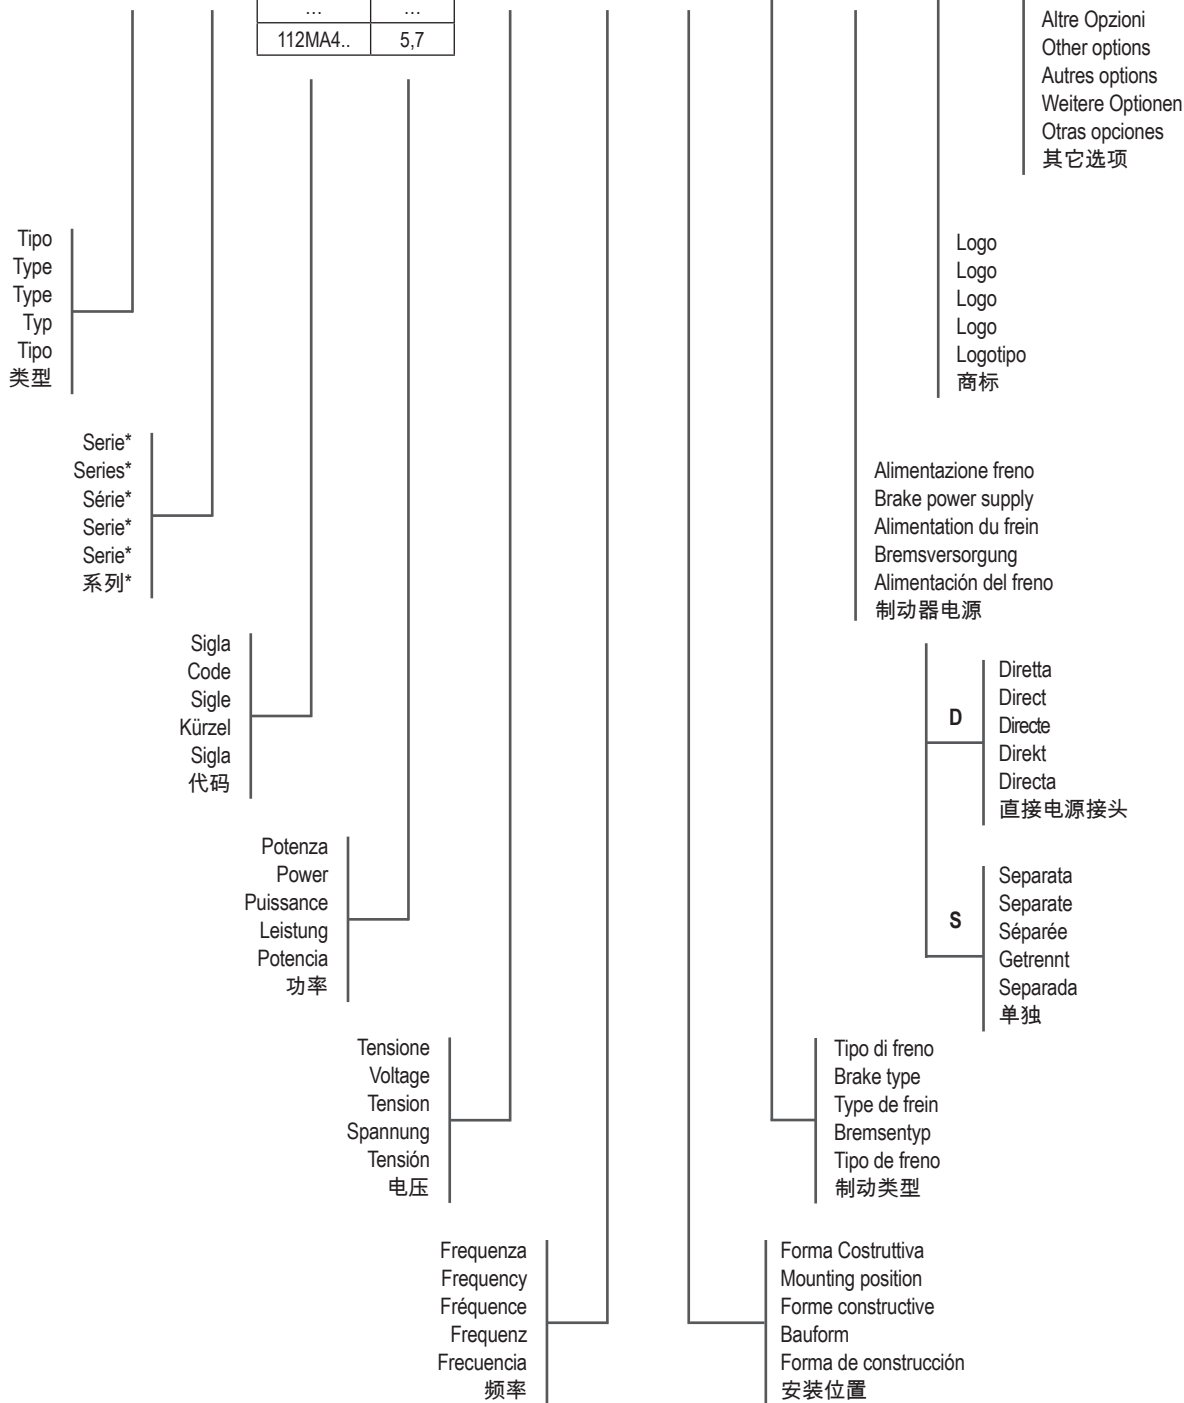 ... ...
112MA4.. 5,7
Altre Opzioni
Other options
Autres options
Weitere Optionen
Otras opciones
其它选项
Tipo
Type
Type
Typ
Tipo
类型
Logo
Logo
Logo
Logo
Logotipo
商标
Serie*
Series*
Série*
Serie*
Serie*
系列*
Alimentazione freno
Brake power supply
Alimentation du frein
Bremsversorgung
Alimentación del freno
制动器电源
Sigla
Code
Sigle
Kürzel
Sigla
代码
D
Diretta
Direct
Directe
Direkt
Directa
直接电源接头
Potenza
Power
Puissance
Leistung
Potencia
功率
S
Separata
Separate
Séparée
Getrennt
Separada
单独
Tensione
Voltage
Tension
Spannung
Tensión
电压
Tipo di freno
Brake type
Type de frein
Bremsentyp
Tipo de freno
制动类型
Frequenza
Frequency
Fréquence
Frequenz
Frecuencia
频率
Forma Costruttiva
Mounting position
Forme constructive
Bauform
Forma de construcción
安装位置